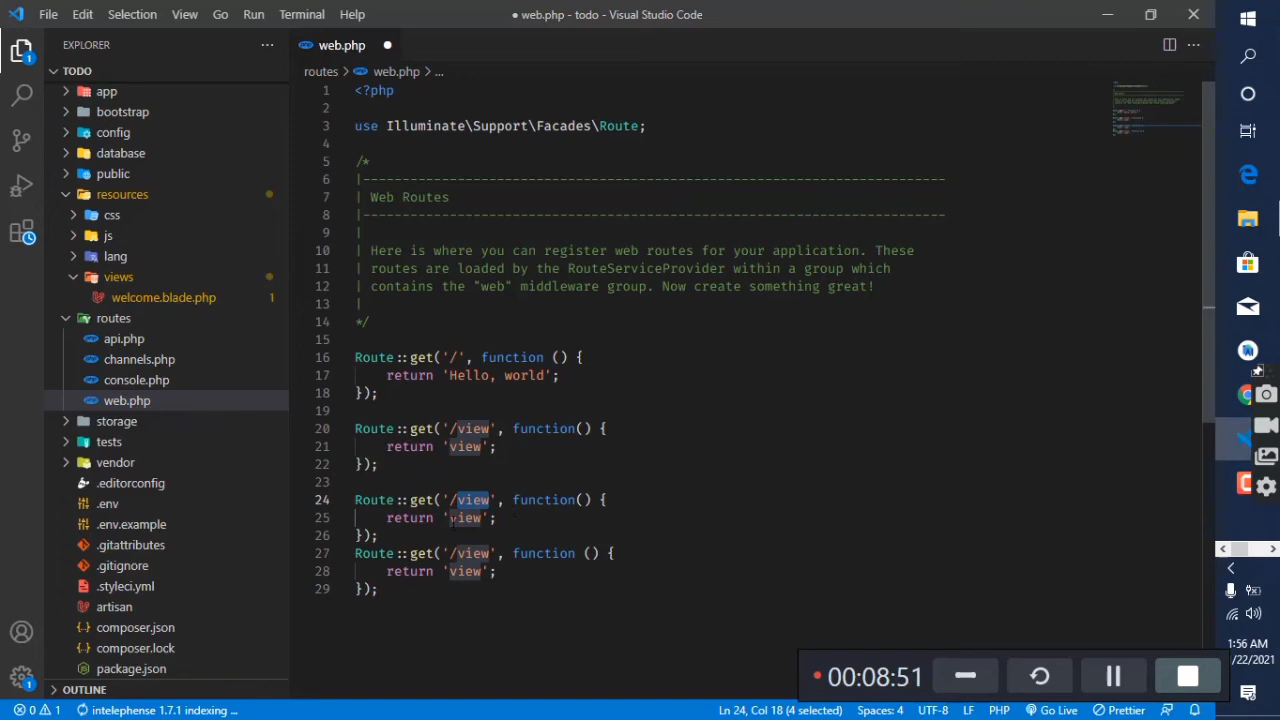 File Edit Selection View Go Run Terminal Help
● web.php - todo - Visual Studio Code
EXPLORER
TODO
app
bootstrap
config
database
public
resources
css
js
lang
views
welcome.blade.php 1
routes
api.php
channels.php
console.php
web.php
storage
tests
vendor
.editorconfig
.env
.env.example
.gitattributes
.gitignore
.styleci.yml
artisan
composer.json
composer.lock
package.json
OUTLINE
web.php
routes > web.php > ...
1 <?php
2
3 use Illuminate\Support\Facades\Route;
4
5 /*
6 |--------------------------------------------------------------------------
7 | Web Routes
8 |--------------------------------------------------------------------------
9 |
10 | Here is where you can register web routes for your application. These
11 | routes are loaded by the RouteServiceProvider within a group which
12 | contains the "web" middleware group. Now create something great!
13 |
14 */
15
16 Route::get('/', function () {
17 return 'Hello, world';
18 });
19
20 Route::get('/view', function() {
21 return 'view';
22 });
23
24 Route::get('/view', function() {
25 return 'view';
26 });
27 Route::get('/view', function () {
28 return 'view';
29 });
00:08:51
1:56 AM
/22/2021
0 1 intelephense 1.7.1 indexing ... Ln 24, Col 18 (4 selected) Spaces: 4 UTF-8 LF PHP Go Live Prettier